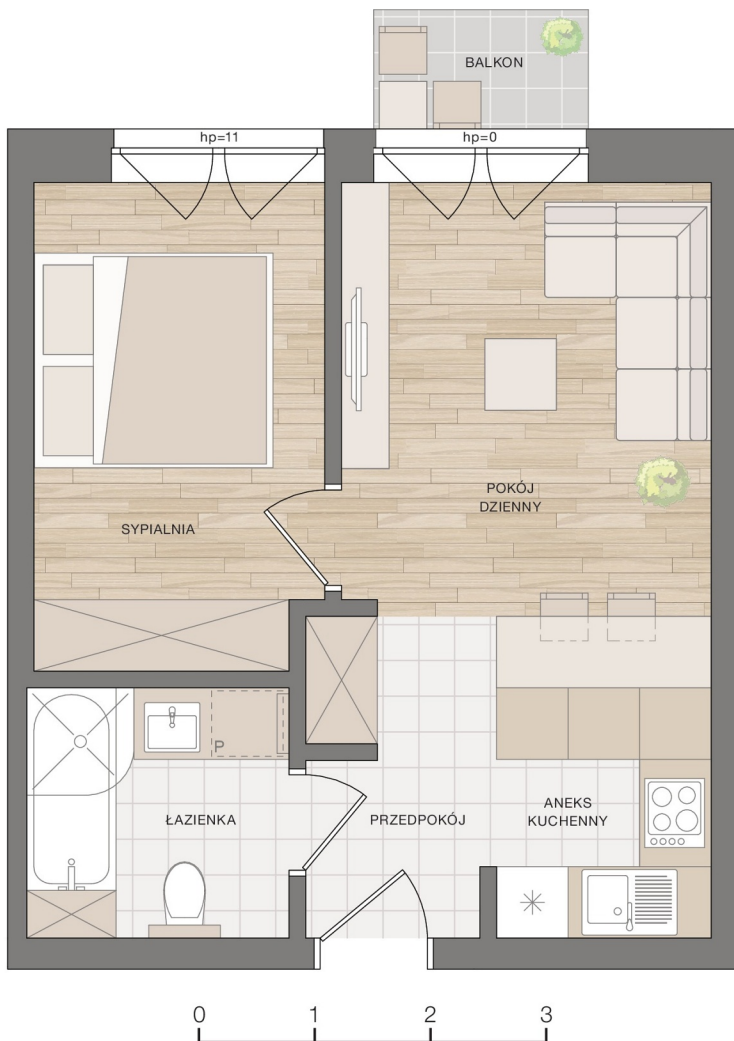 BALKON
hp=11
hp=0
POKÓJ
DZIENNY
SYPIALNIA
P
ŁAZIENKA
PRZEDPOKÓJ
ANEKS
KUCHENNY
0 1 2 3